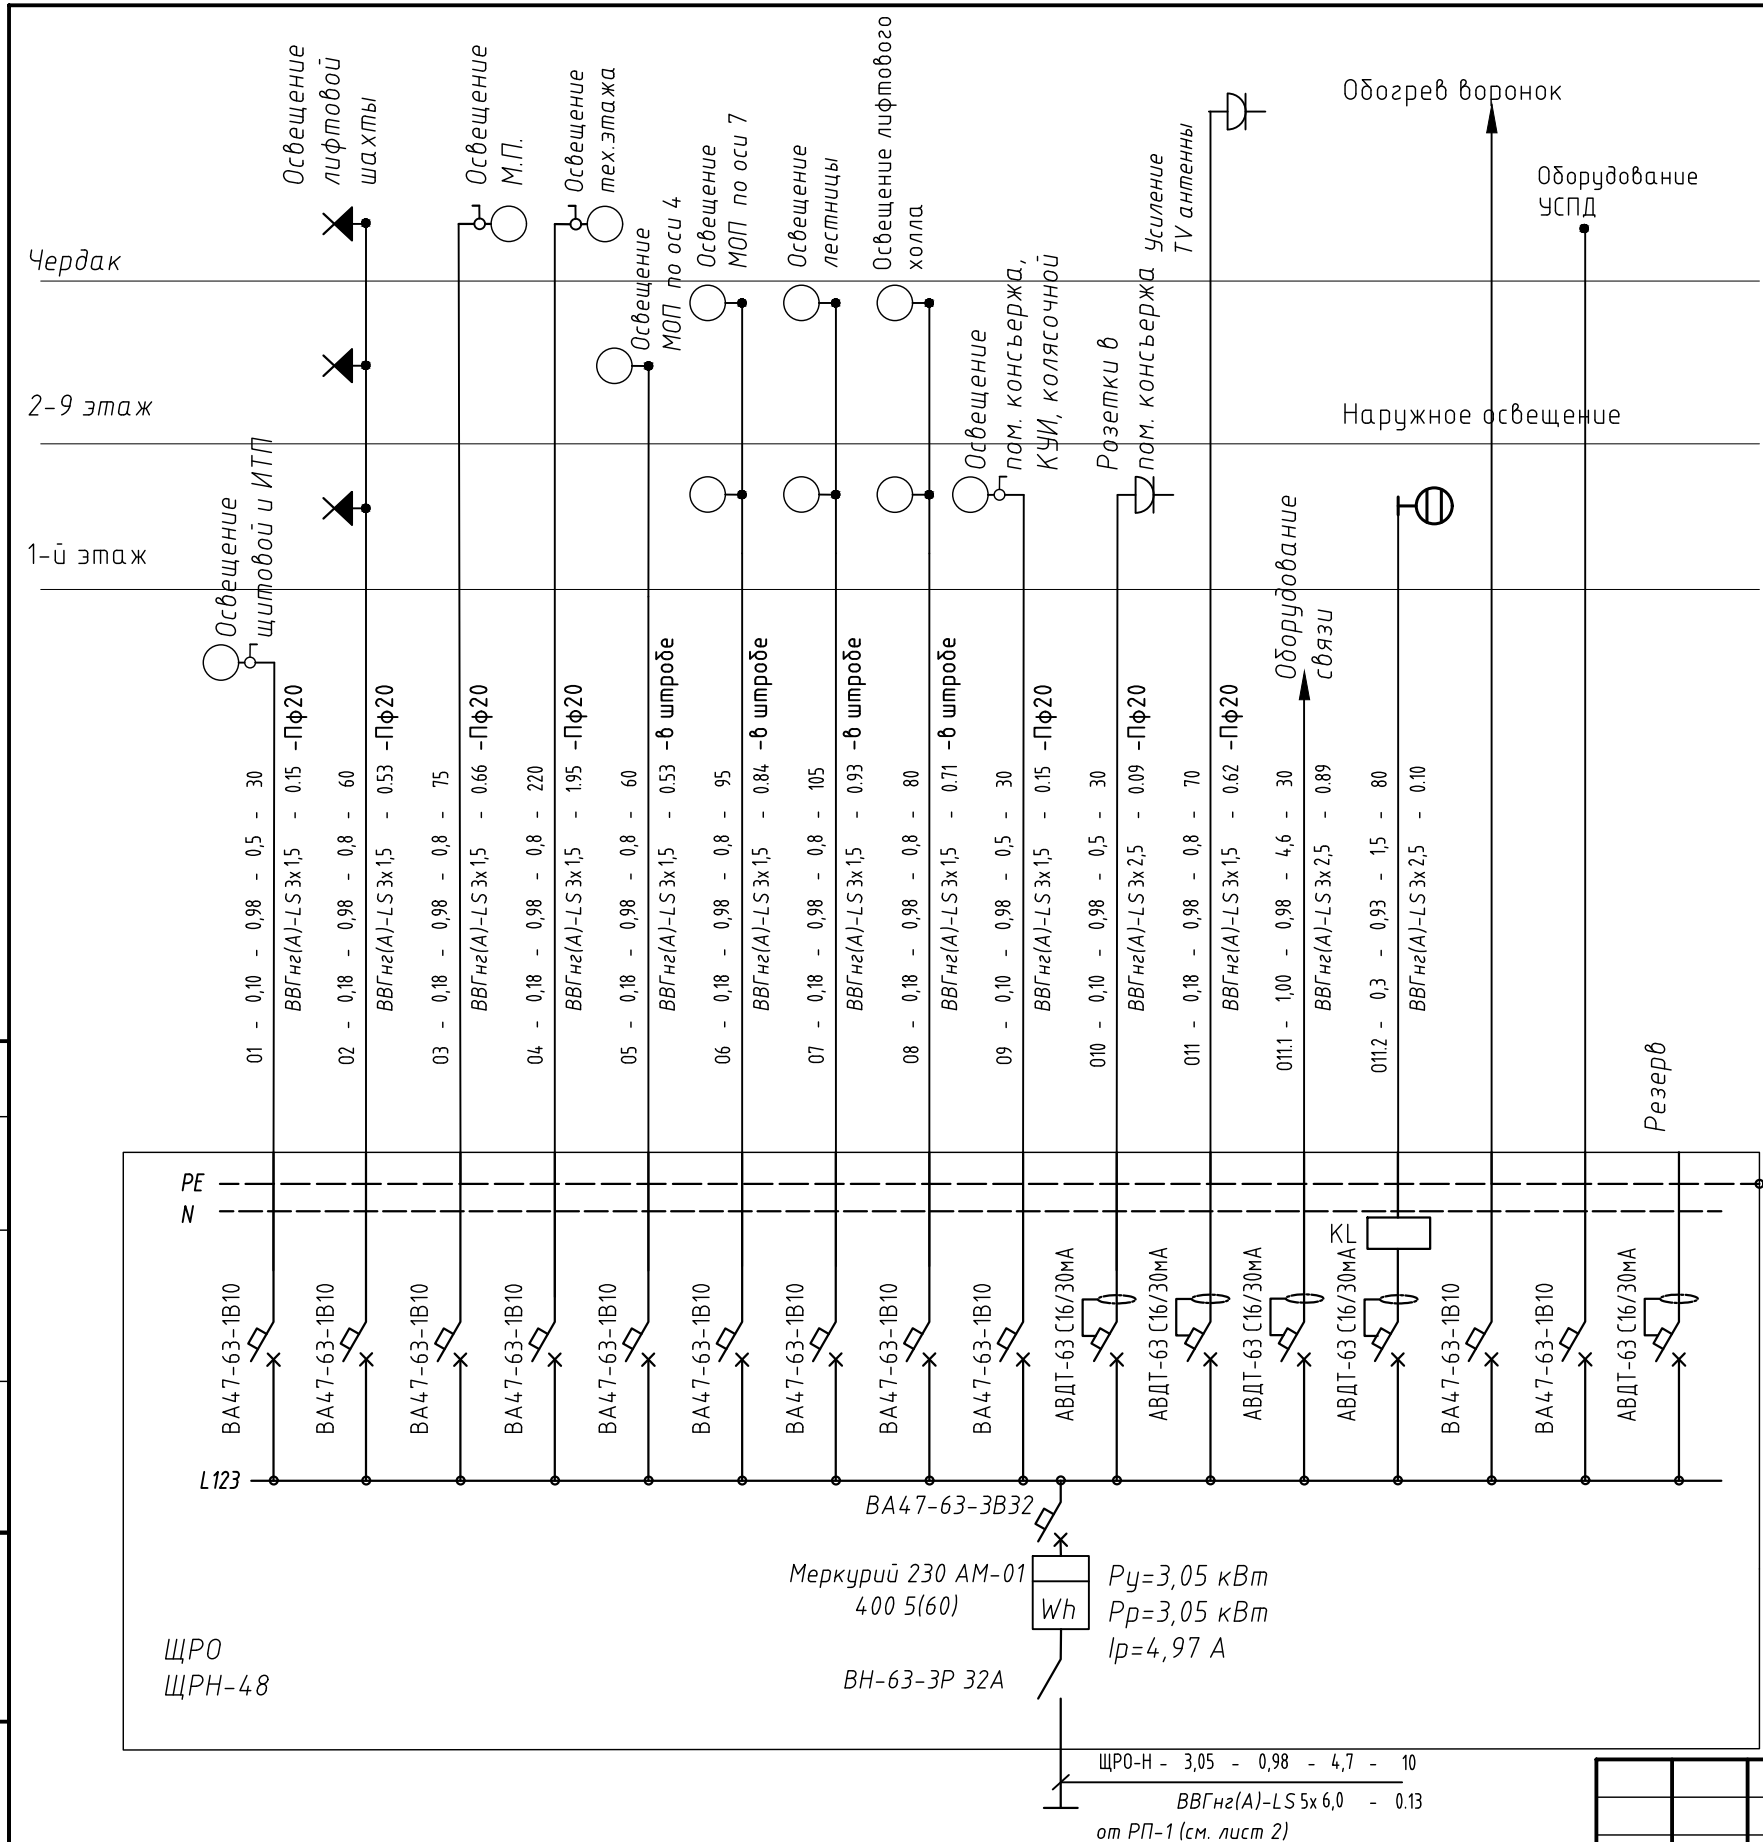 Освещение
лифтовой
шахты
Освещение
М.П.
Освещение
тех.этажа
Освещение
МОП по оси 4
Освещение
МОП по оси 7
Освещение
лестницы
Освещение лифтового
холла
Усиление
TV антенны
Обогрев воронок
Оборудование
УСПД
Чердак
Освещение
пом. консьержа,
КУИ, колясочной
Розетки в
пом. консьержа
2-9 этаж
Наружное освещение
Освещение
щитовой и ИТП
1-й этаж
Оборудование
связи
01 - 0,10 - 0,98 - 0,5 - 30
ВВГнг(А)-LS 3х1,5 - 0.15 -Пф20
02 - 0,18 - 0,98 - 0,8 - 60
ВВГнг(А)-LS 3х1,5 - 0.53 -Пф20
03 - 0,18 - 0,98 - 0,8 - 75
ВВГнг(А)-LS 3х1,5 - 0.66 -Пф20
04 - 0,18 - 0,98 - 0,8 - 220
ВВГнг(А)-LS 3х1,5 - 1.95 -Пф20
05 - 0,18 - 0,98 - 0,8 - 60
ВВГнг(А)-LS 3х1,5 - 0.53 -в штробе
06 - 0,18 - 0,98 - 0,8 - 95
ВВГнг(А)-LS 3х1,5 - 0.84 -в штробе
07 - 0,18 - 0,98 - 0,8 - 105
ВВГнг(А)-LS 3х1,5 - 0.93 -в штробе
08 - 0,18 - 0,98 - 0,8 - 80
ВВГнг(А)-LS 3х1,5 - 0.71 -в штробе
09 - 0,10 - 0,98 - 0,5 - 30
ВВГнг(А)-LS 3х1,5 - 0.15 -Пф20
010 - 0,10 - 0,98 - 0,5 - 30
ВВГнг(А)-LS 3х2,5 - 0.09 -Пф20
011 - 0,18 - 0,98 - 0,8 - 70
ВВГнг(А)-LS 3х1,5 - 0.62 -Пф20
011.1 - 1,00 - 0,98 - 4,6 - 30
ВВГнг(А)-LS 3х2,5 - 0.89
011.2 - 0,3 - 0,93 - 1,5 - 80
ВВГнг(А)-LS 3х2,5 - 0.10
Резерв
PE
N
KL
ВА47-63-1В10
ВА47-63-1В10
ВА47-63-1В10
ВА47-63-1В10
ВА47-63-1В10
ВА47-63-1В10
ВА47-63-1В10
ВА47-63-1В10
ВА47-63-1В10
АВДТ-63 С16/30мА
АВДТ-63 С16/30мА
АВДТ-63 С16/30мА
АВДТ-63 С16/30мА
ВА47-63-1В10
ВА47-63-1В10
АВДТ-63 С16/30мА
L123
ВА47-63-3В32
Меркурий 230 АМ-01
400 5(60)
Wh
Ру=3,05 кВт
Рр=3,05 кВт
Iр=4,97 А
ЩРО
ЩРН-48
ВН-63-3Р 32А
ЩРО-Н - 3,05 - 0,98 - 4,7 - 10
ВВГнг(А)-LS 5х6,0 - 0.13
от РП-1 (см. лист 2)